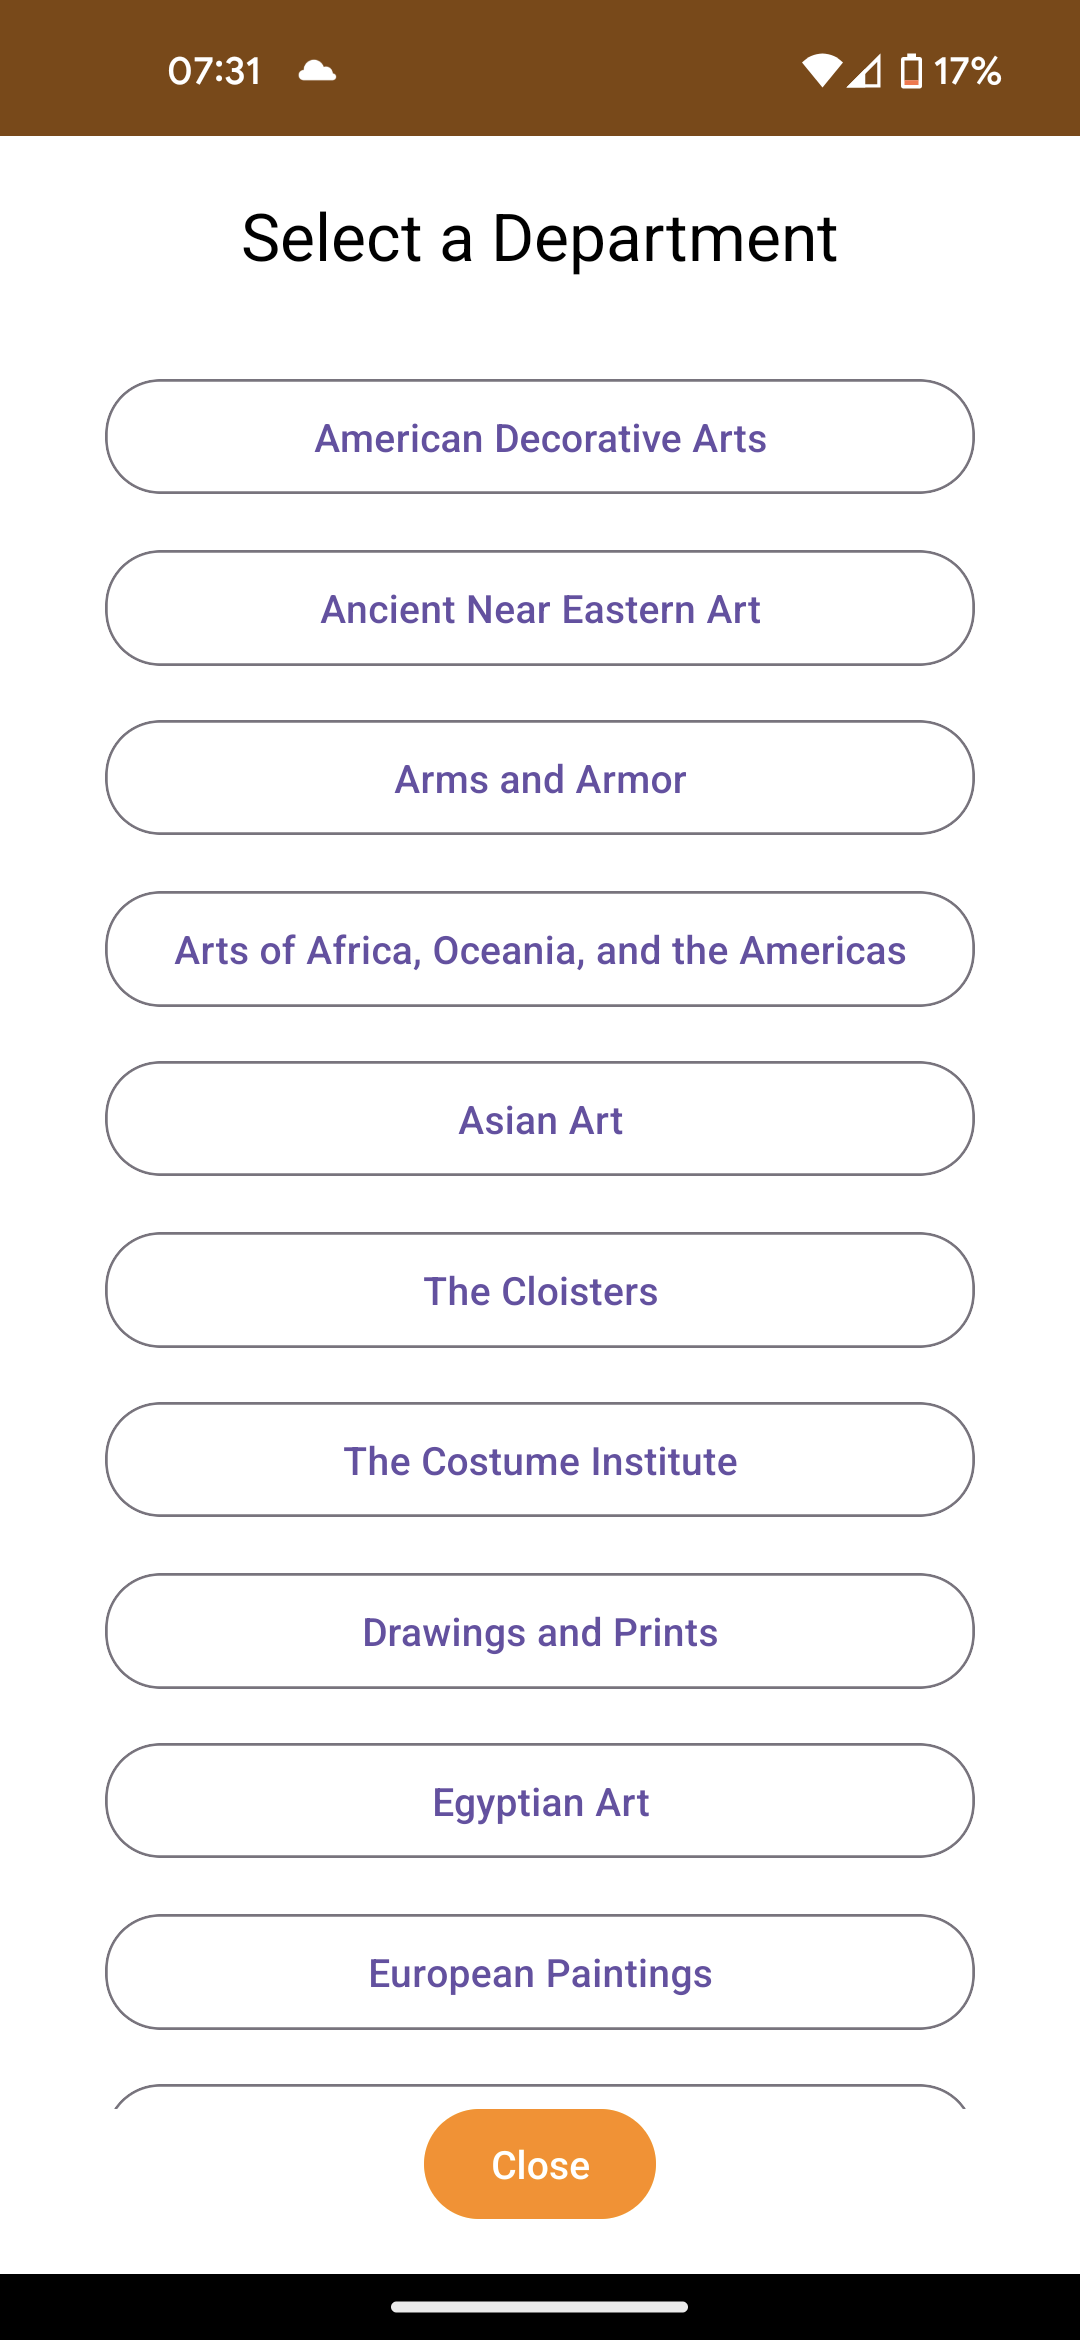 07:31
17%
Select a Department
American Decorative Arts
Ancient Near Eastern Art
Arms and Armor
Arts of Africa, Oceania, and the Americas
Asian Art
The Cloisters
The Costume Institute
Drawings and Prints
Egyptian Art
European Paintings
Close